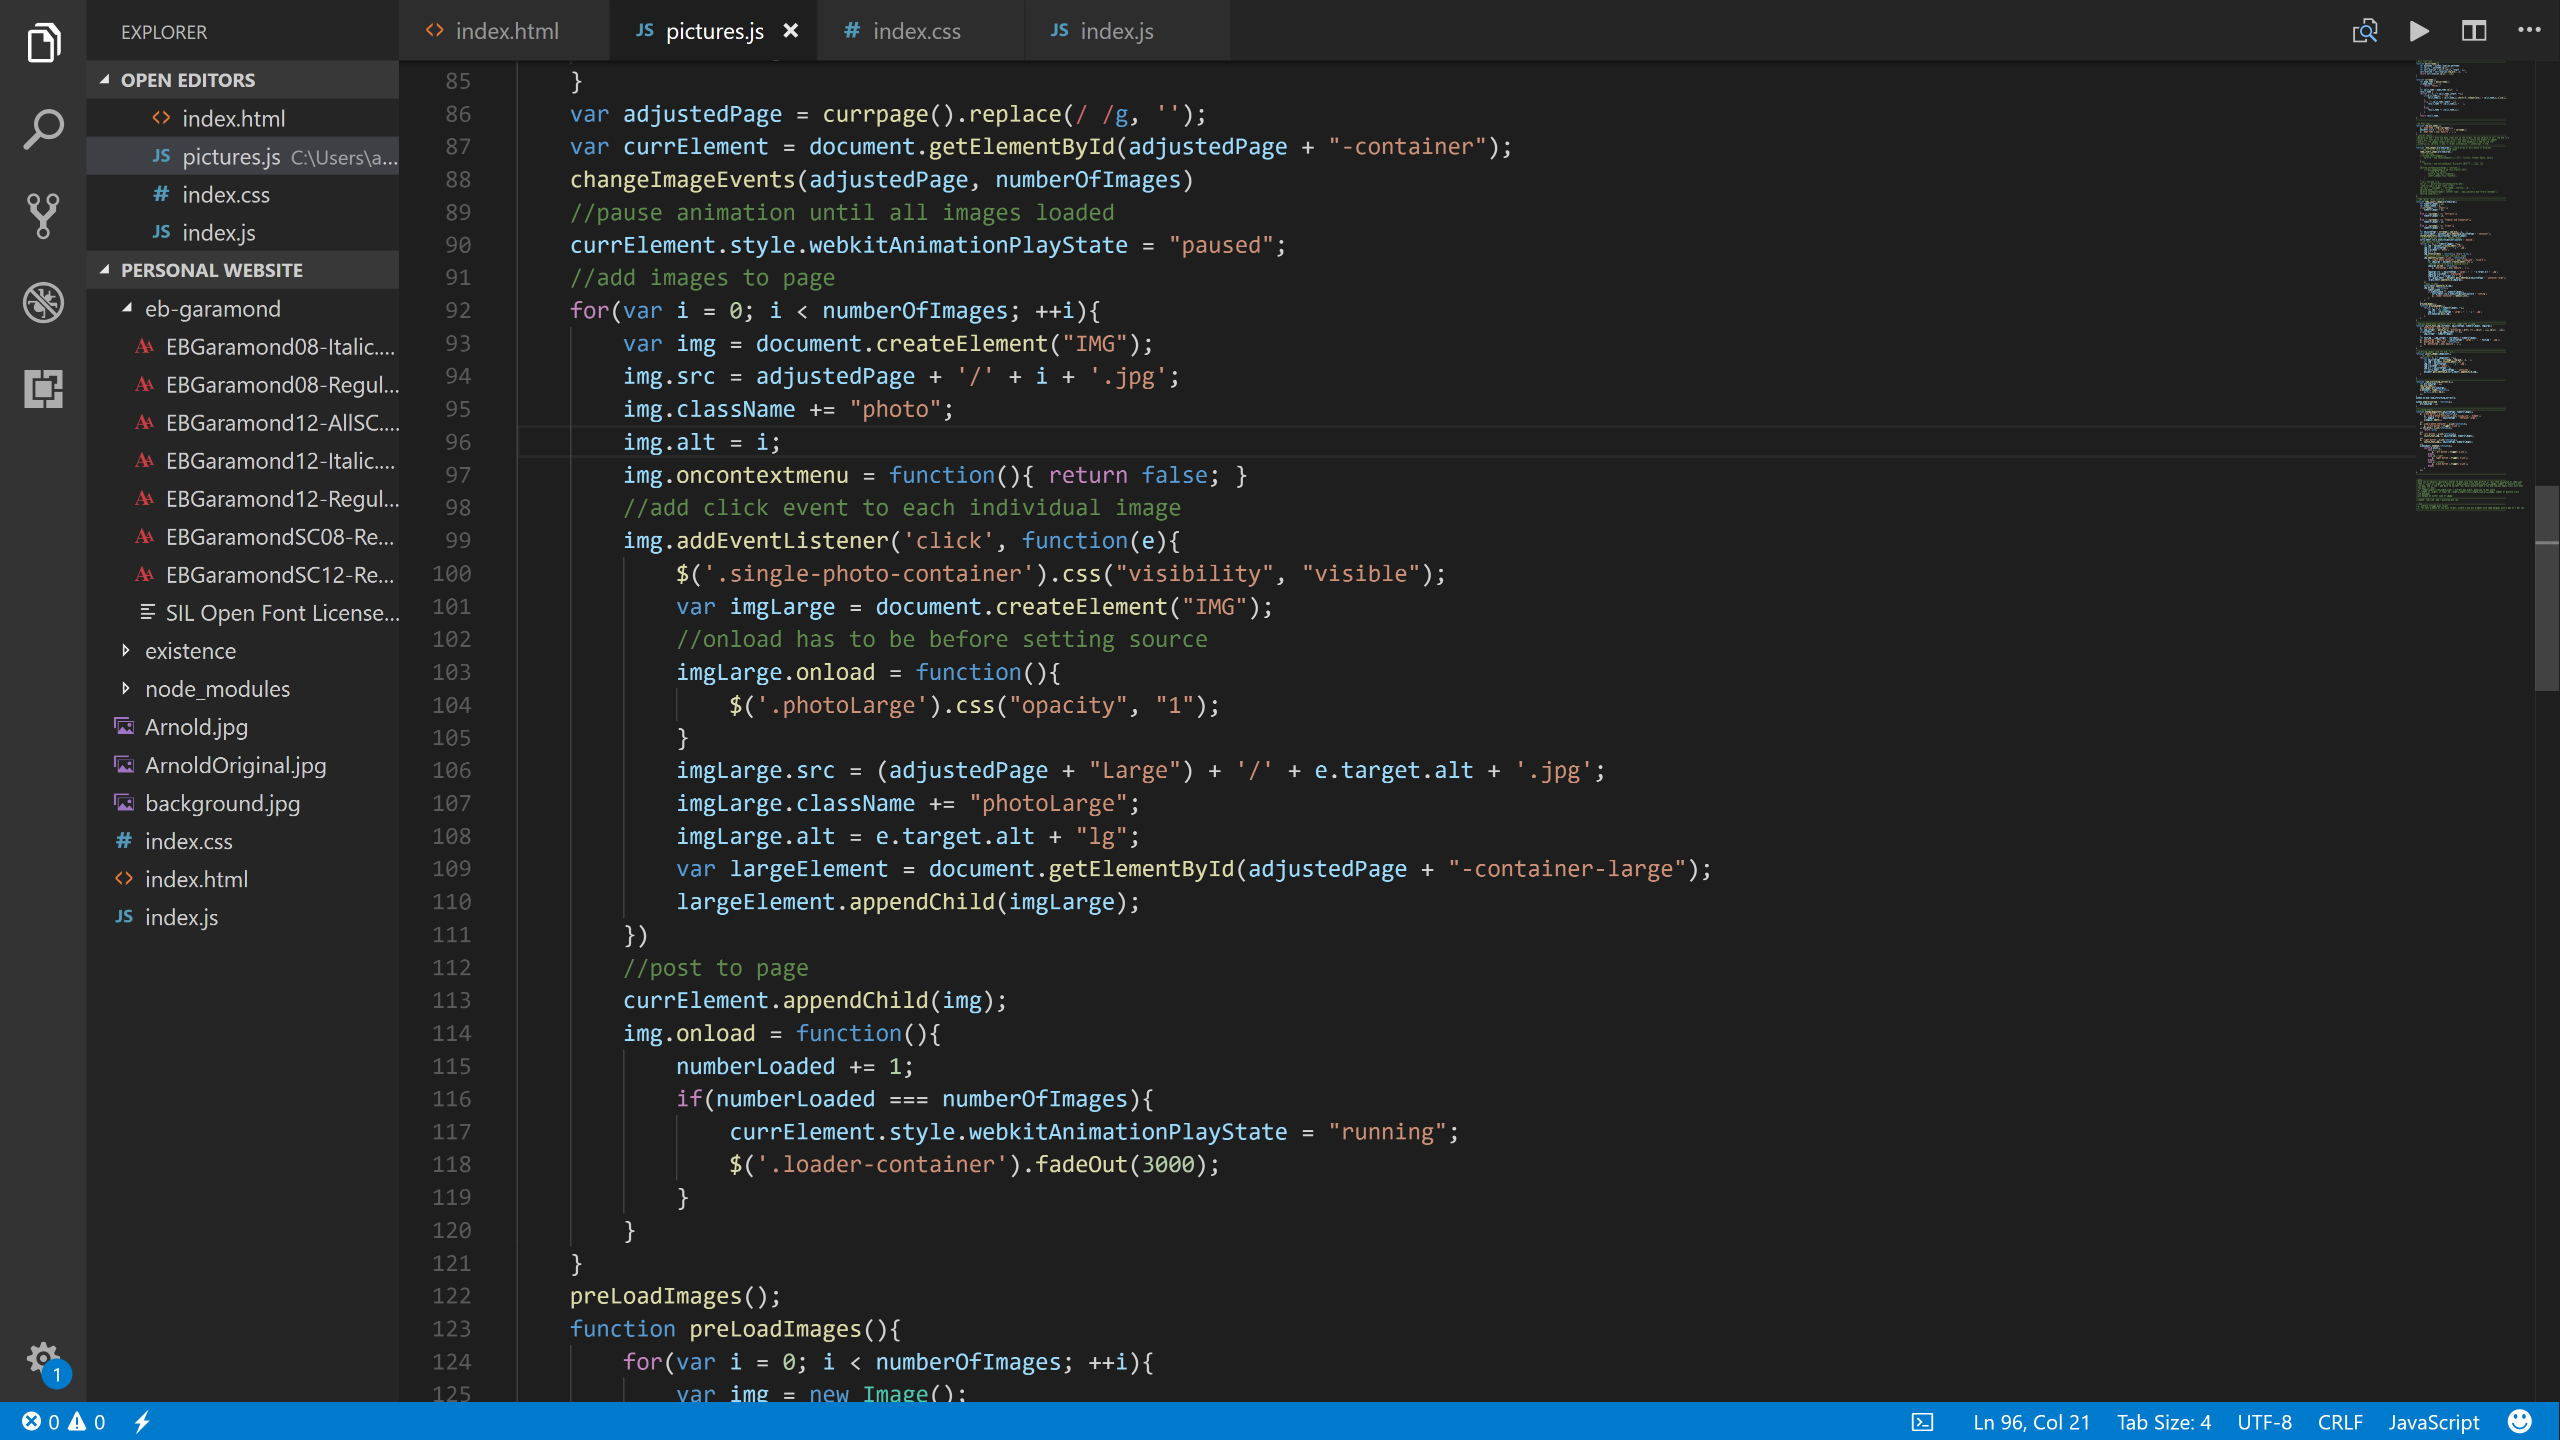 EXPLORER
OPEN EDITORS
index.html
JS pictures.js C:\Users\a...
# index.css
JS index.js
PERSONAL WEBSITE
eb-garamond
EBGaramond08-Italic....
EBGaramond08-Regul...
EBGaramond12-AllSC....
EBGaramond12-Italic....
EBGaramond12-Regul...
EBGaramondSC08-Re...
EBGaramondSC12-Re...
SIL Open Font License...
existence
node_modules
Arnold.jpg
ArnoldOriginal.jpg
background.jpg
# index.css
index.html
JS index.js
index.html JS pictures.js # index.css JS index.js
85 }
86 var adjustedPage = currpage().replace(/ /g, '');
87 var currElement = document.getElementById(adjustedPage + "-container");
88 changeImageEvents(adjustedPage, numberOfImages)
89 //pause animation until all images loaded
90 currElement.style.webkitAnimationPlayState = "paused";
91 //add images to page
92 for(var i = 0; i < numberOfImages; ++i){
93 var img = document.createElement("IMG");
94 img.src = adjustedPage + '/' + i + '.jpg';
95 img.className += "photo";
96 img.alt = i;
97 img.oncontextmenu = function(){ return false; }
98 //add click event to each individual image
99 img.addEventListener('click', function(e){
100 $('.single-photo-container').css("visibility", "visible");
101 var imgLarge = document.createElement("IMG");
102 //onload has to be before setting source
103 imgLarge.onload = function(){
104 $('.photoLarge').css("opacity", "1");
105 }
106 imgLarge.src = (adjustedPage + "Large") + '/' + e.target.alt + '.jpg';
107 imgLarge.className += "photoLarge";
108 imgLarge.alt = e.target.alt + "lg";
109 var largeElement = document.getElementById(adjustedPage + "-container-large");
110 largeElement.appendChild(imgLarge);
111 })
112 //post to page
113 currElement.appendChild(img);
114 img.onload = function(){
115 numberLoaded += 1;
116 if(numberLoaded === numberOfImages){
117 currElement.style.webkitAnimationPlayState = "running";
118 $('.loader-container').fadeOut(3000);
119 }
120 }
121 }
122 preLoadImages();
123 function preLoadImages(){
124 for(var i = 0; i < numberOfImages; ++i){
125 var img = new Image();
1
0 0 Ln 96, Col 21 Tab Size: 4 UTF-8 CRLF JavaScript